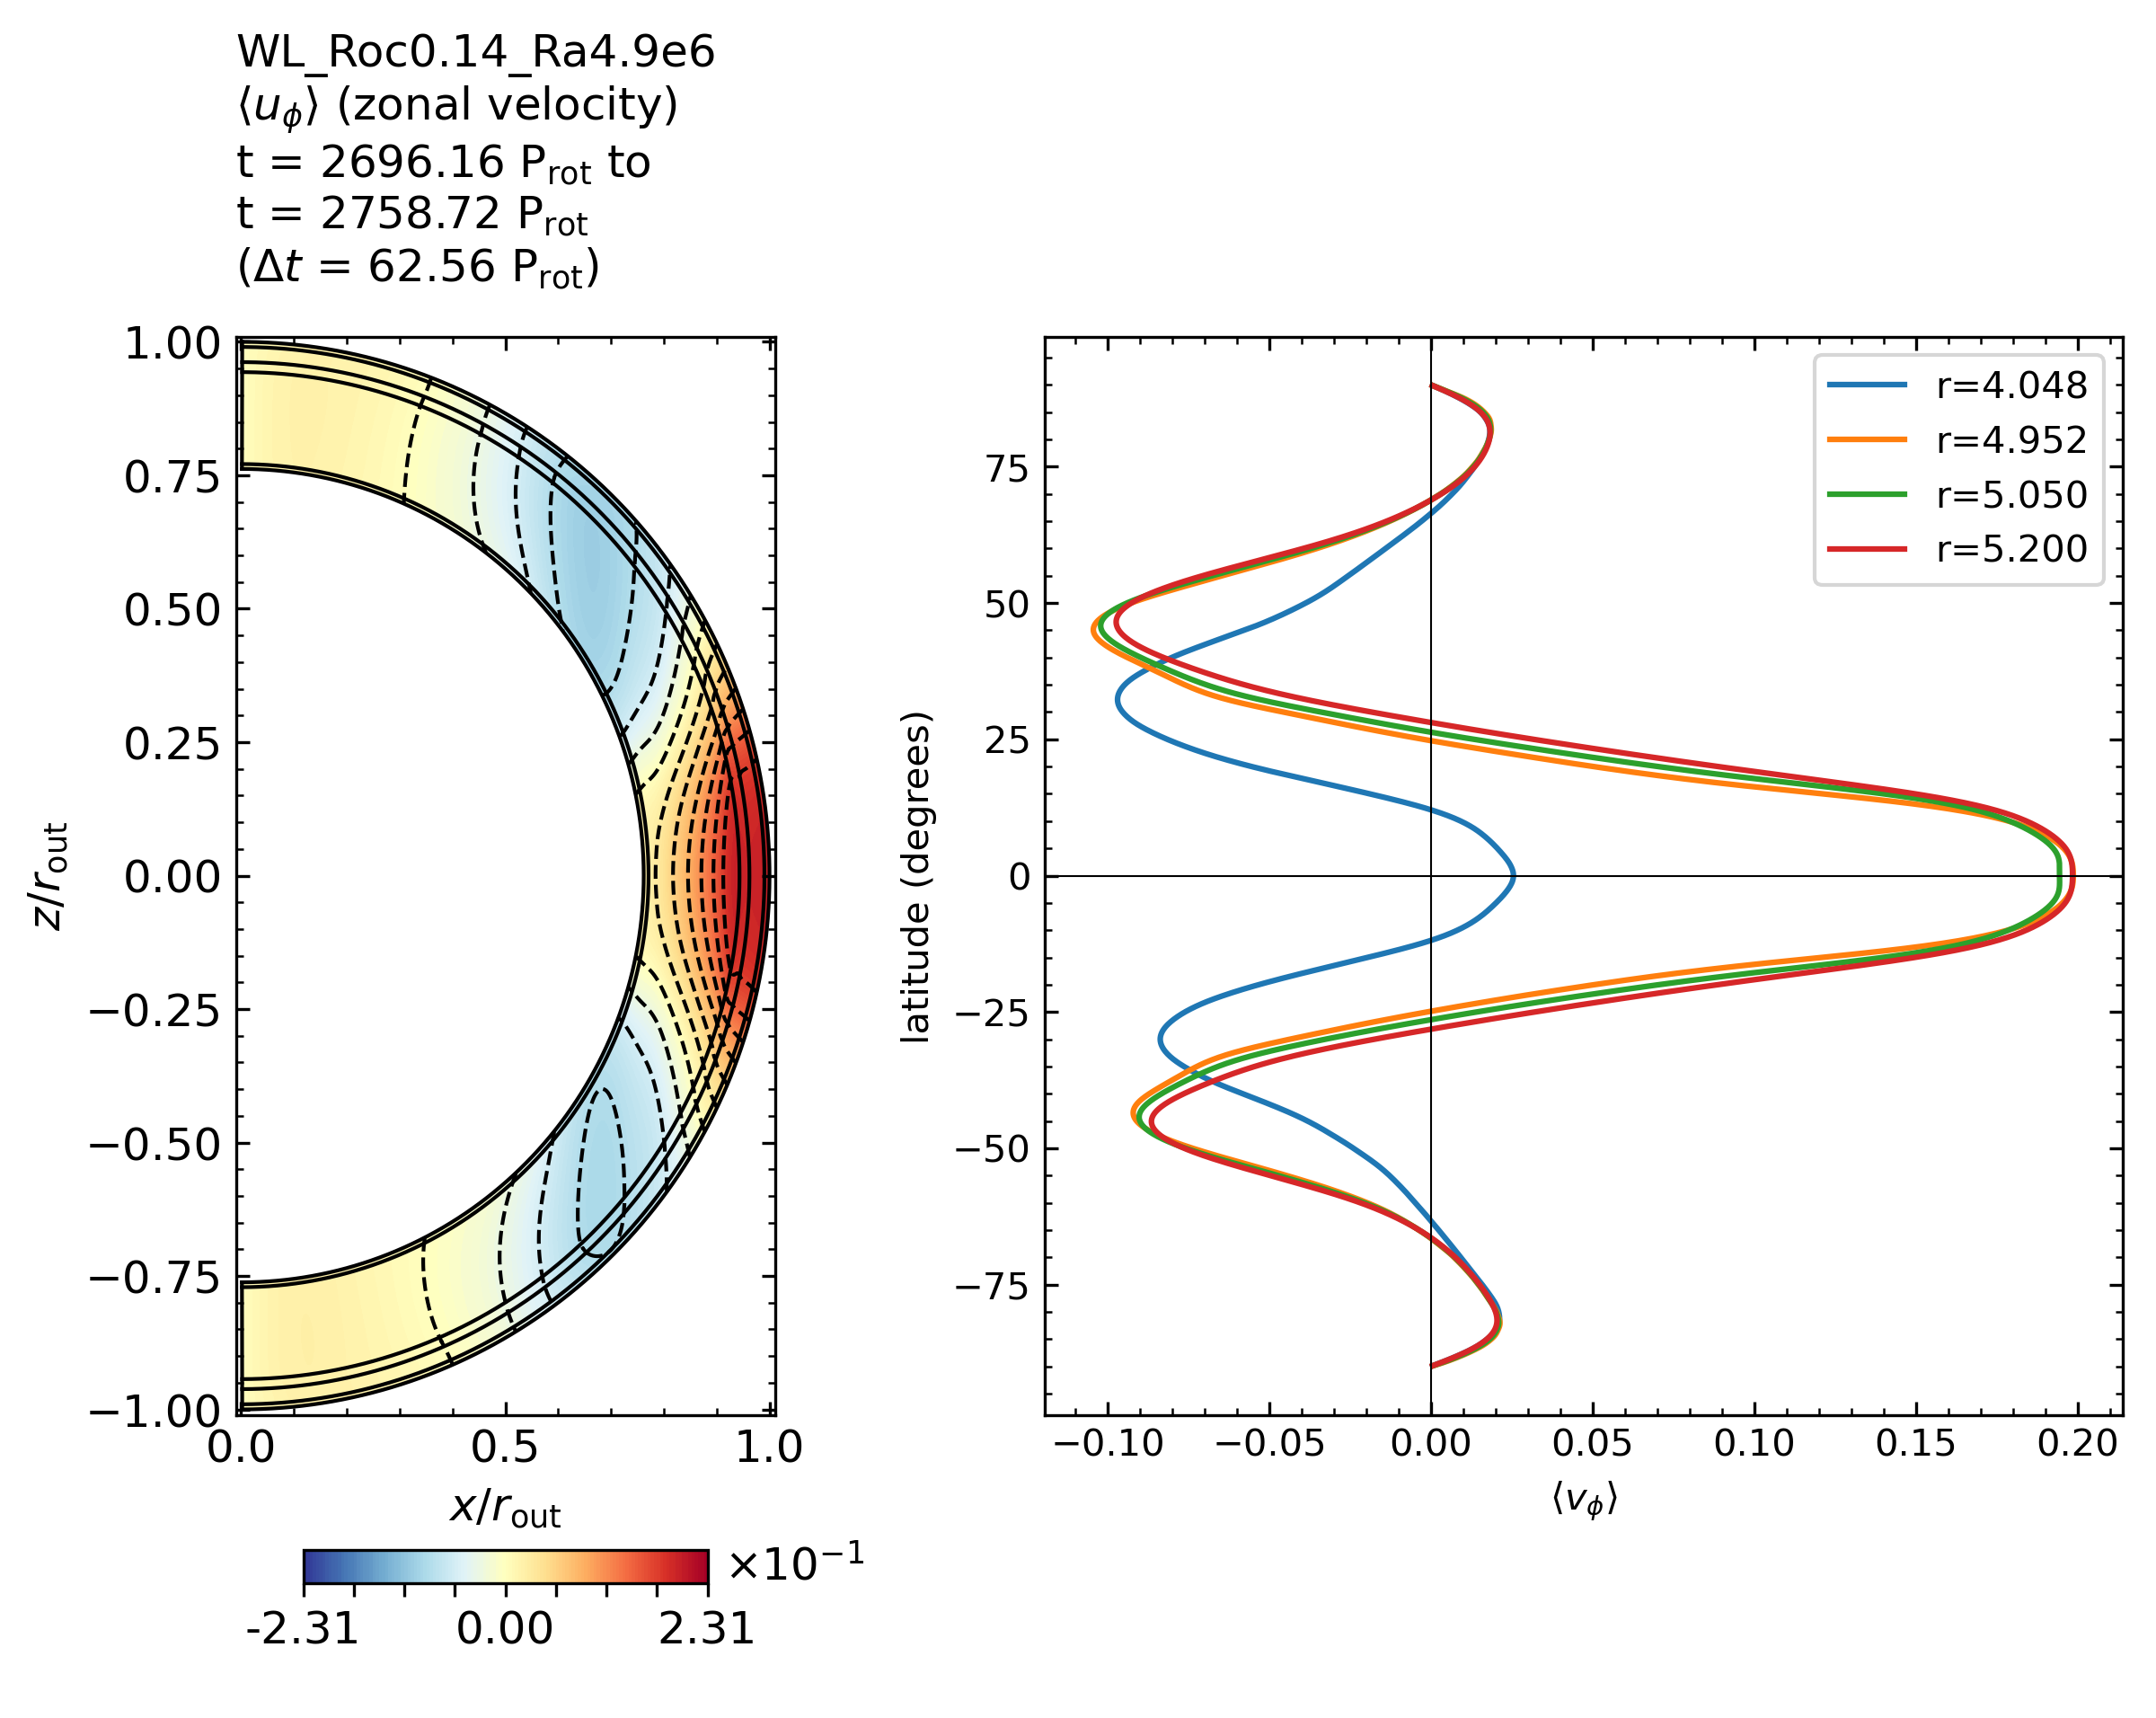 WL_Roc0.14_Ra4.9e6
⟨u_ϕ⟩ (zonal velocity)
t = 2696.16 P_rot to
t = 2758.72 P_rot
(Δt = 62.56 P_rot)
1.00
0.75
0.50
0.25
0.00
−0.25
−0.50
−0.75
−1.00
z/r_out
0.0
0.5
1.0
x/r_out
×10⁻¹
-2.31
0.00
2.31
75
50
25
0
−25
−50
−75
latitude (degrees)
r=4.048
r=4.952
r=5.050
r=5.200
−0.10
−0.05
0.00
0.05
0.10
0.15
0.20
⟨v_ϕ⟩